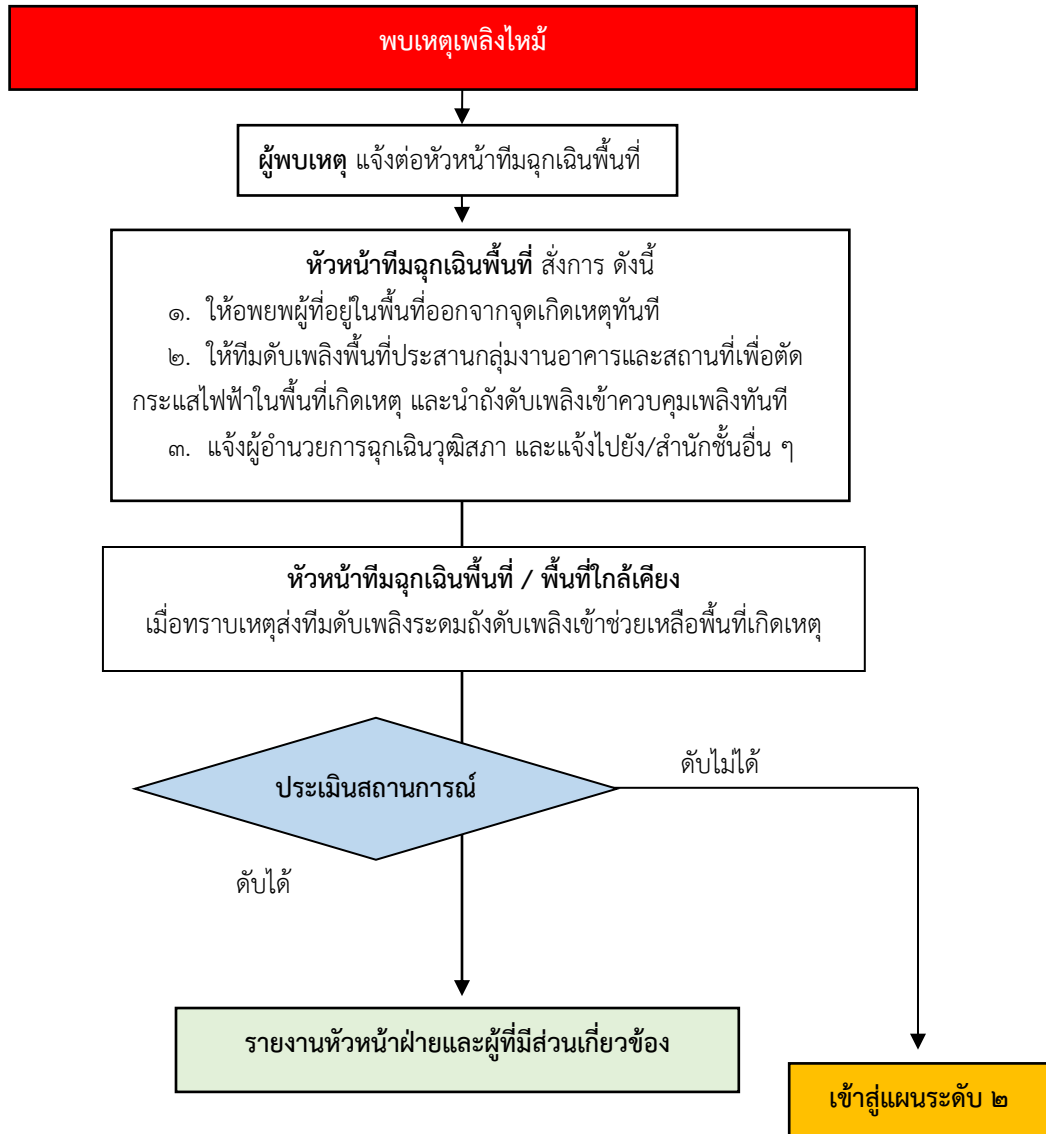 พบเหตุเพลิงไหม้
ผู้พบเหตุ แจ้งต่อหัวหน้าทีมฉุกเฉินพื้นที่
หัวหน้าทีมฉุกเฉินพื้นที่ สั่งการ ดังนี้
๑. ให้อพยพผู้ที่อยู่ในพื้นที่ออกจากจุดเกิดเหตุทันที
๒. ให้ทีมดับเพลิงพื้นที่ประสานกลุ่มงานอาคารและสถานที่เพื่อตัด
กระแสไฟฟ้าในพื้นที่เกิดเหตุ และนำถังดับเพลิงเข้าควบคุมเพลิงทันที
๓. แจ้งผู้อำนวยการฉุกเฉินวุฒิสภา และแจ้งไปยัง/สำนักชั้นอื่น ๆ
หัวหน้าทีมฉุกเฉินพื้นที่ / พื้นที่ใกล้เคียง
เมื่อทราบเหตุส่งทีมดับเพลิงระดมถังดับเพลิงเข้าช่วยเหลือพื้นที่เกิดเหตุ
ดับไม่ได้
ประเมินสถานการณ์
ดับได้
รายงานหัวหน้าฝ่ายและผู้ที่มีส่วนเกี่ยวข้อง
เข้าสู่แผนระดับ ๒